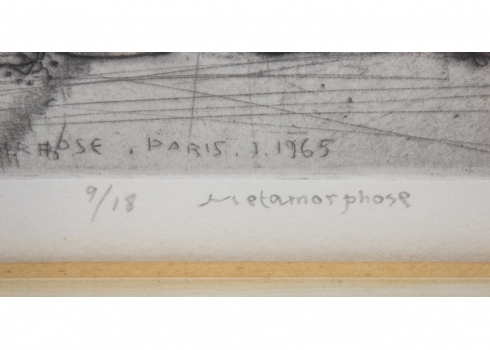 PARIS. 1. 1965
9/18 Metamorphose